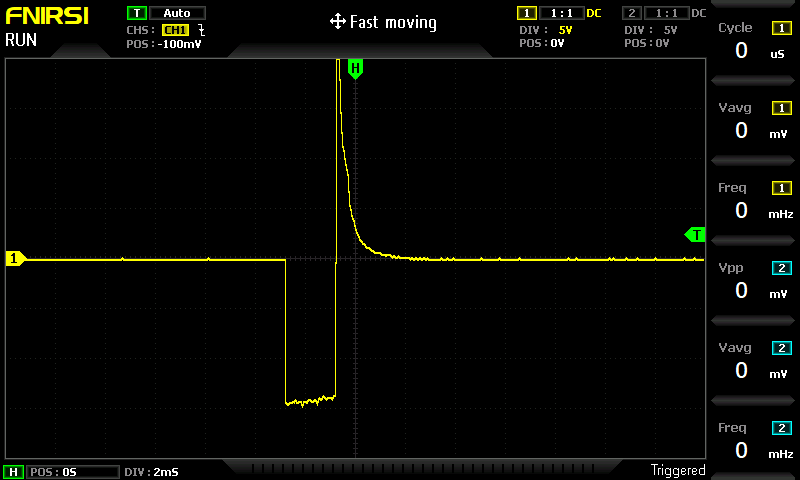 FNIRSI
RUN
T Auto
CHS: CH1
POS: -100mV
Fast moving
1 1:1 DC
DIV: 5V
POS: 0V
2 1:1 DC
DIV: 5V
POS: 0V
H
1
T
Cycle 1
0 uS
Vavg 1
0 mV
Freq 1
0 mHz
Vpp 2
0 mV
Vavg 2
0 mV
Freq 2
0 mHz
H POS: 0S DIV: 2mS
Triggered